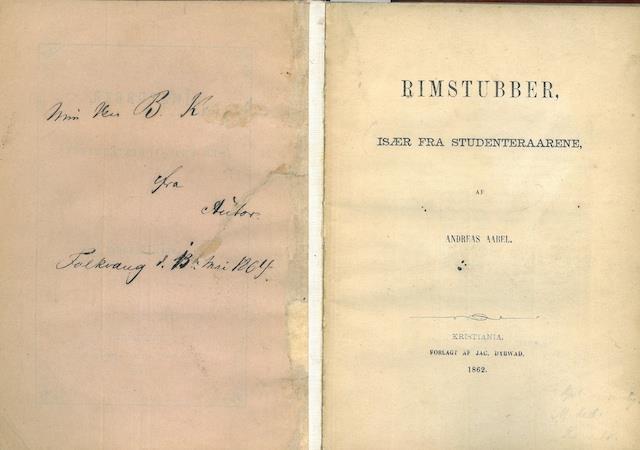 Min Ven B. K
fra
Autor.
Folkvang d. 13 Mai 1864.
RIMSTUBBER,
ISÆR FRA STUDENTERAARENE,
AF
ANDREAS AABEL.
KRISTIANIA.
FORLAGT AF JAC. DYBWAD.
1862.